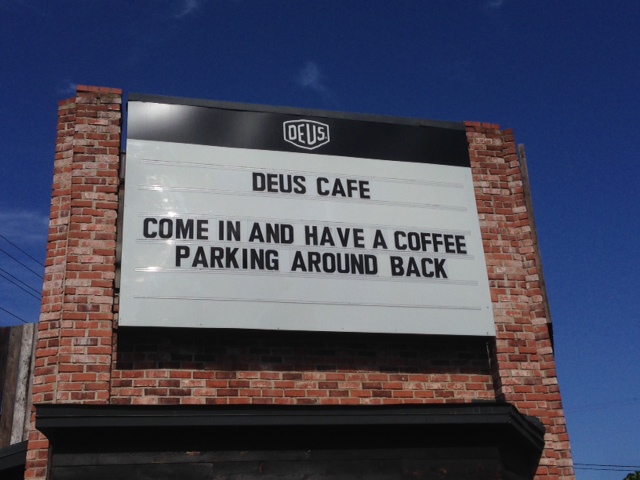 DEUS
DEUS CAFE
COME IN AND HAVE A COFFEE
PARKING AROUND BACK